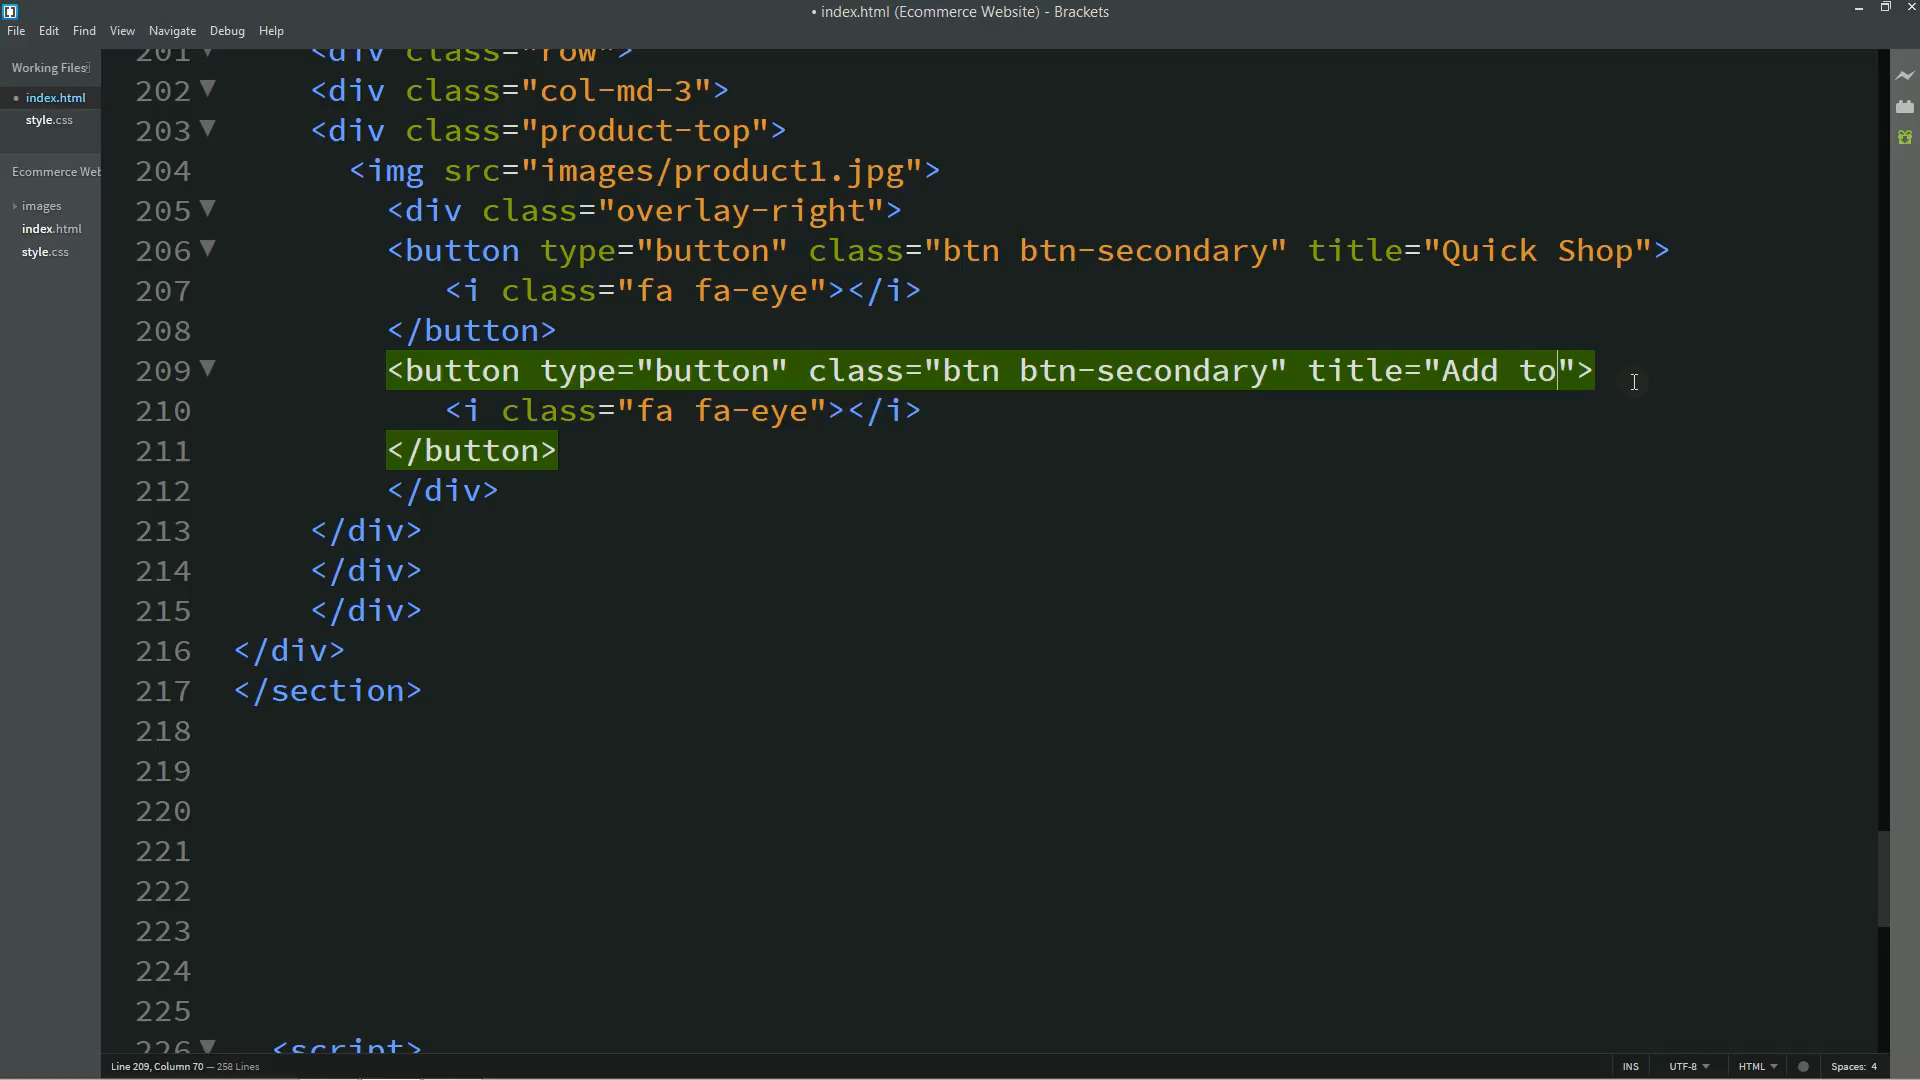 • index.html (Ecommerce Website) - Brackets
File Edit Find View Navigate Debug Help
Working Files
• index.html
style.css
Ecommerce Web
images
index.html
style.css
201 <div class="row">
202 <div class="col-md-3">
203 <div class="product-top">
204 <img src="images/product1.jpg">
205 <div class="overlay-right">
206 <button type="button" class="btn btn-secondary" title="Quick Shop">
207 <i class="fa fa-eye"></i>
208 </button>
209 <button type="button" class="btn btn-secondary" title="Add to">
210 <i class="fa fa-eye"></i>
211 </button>
212 </div>
213 </div>
214 </div>
215 </div>
216 </div>
217 </section>
218
219
220
221
222
223
224
225
226 <script>
Line 209, Column 70 — 258 Lines
INS UTF-8 HTML Spaces: 4